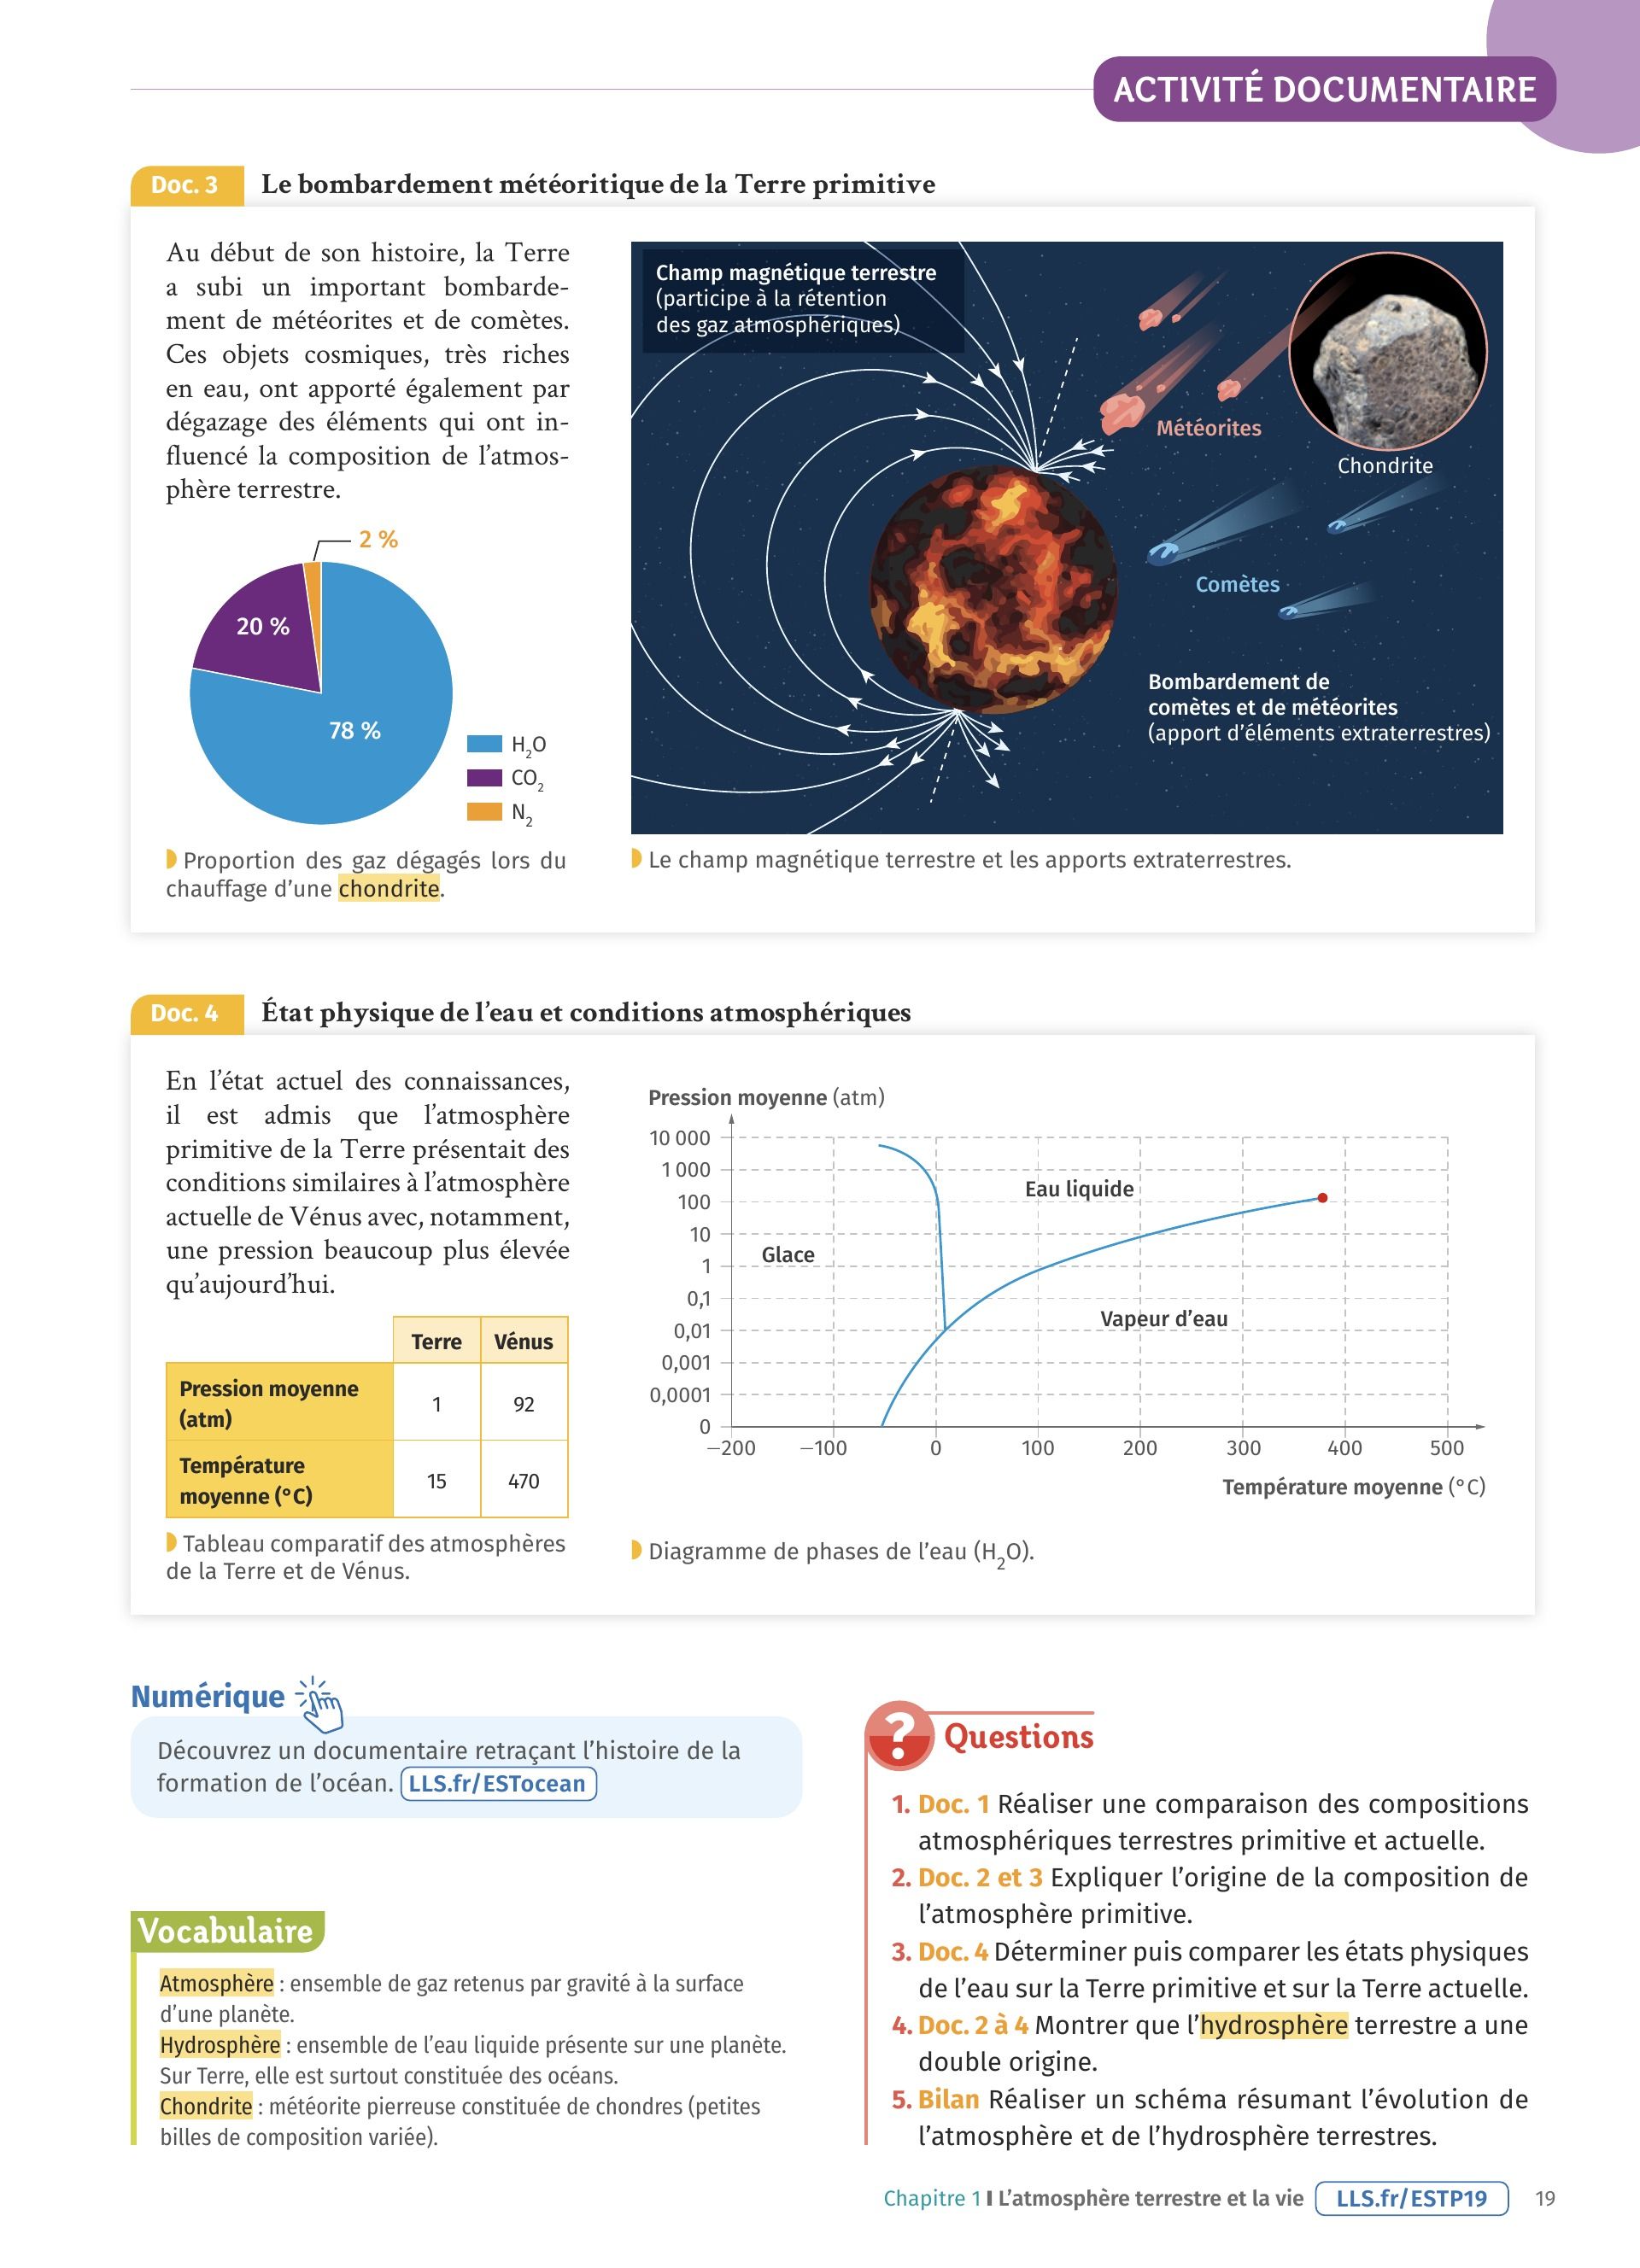 ACTIVITÉ DOCUMENTAIRE
Doc. 3
Le bombardement météoritique de la Terre primitive
Au début de son histoire, la Terre
a subi un important bombarde-
ment de météorites et de comètes.
Ces objets cosmiques, très riches
en eau, ont apporté également par
dégazage des éléments qui ont in-
fluencé la composition de l'atmos-
phère terrestre.
2 %
20 %
78 %
H₂O
CO₂
N₂
Proportion des gaz dégagés lors du
chauffage d'une chondrite.
Champ magnétique terrestre
(participe à la rétention
des gaz atmosphériques)
Météorites
Chondrite
Comètes
Bombardement de
comètes et de météorites
(apport d'éléments extraterrestres)
Le champ magnétique terrestre et les apports extraterrestres.
Doc. 4
État physique de l'eau et conditions atmosphériques
En l'état actuel des connaissances,
il est admis que l'atmosphère
primitive de la Terre présentait des
conditions similaires à l'atmosphère
actuelle de Vénus avec, notamment,
une pression beaucoup plus élevée
qu'aujourd'hui.
Terre Vénus
Pression moyenne
(atm)
1 92
Température
moyenne (°C)
15 470
Tableau comparatif des atmosphères
de la Terre et de Vénus.
Pression moyenne (atm)
10 000
1 000
100
10
1
0,1
0,01
0,001
0,0001
0
Glace
Eau liquide
Vapeur d'eau
−200 −100 0 100 200 300 400 500
Température moyenne (°C)
Diagramme de phases de l'eau (H₂O).
Numérique
Découvrez un documentaire retraçant l'histoire de la
formation de l'océan. LLS.fr/ESTocean
Vocabulaire
Atmosphère : ensemble de gaz retenus par gravité à la surface
d'une planète.
Hydrosphère : ensemble de l'eau liquide présente sur une planète.
Sur Terre, elle est surtout constituée des océans.
Chondrite : météorite pierreuse constituée de chondres (petites
billes de composition variée).
?
Questions
1. Doc. 1 Réaliser une comparaison des compositions
atmosphériques terrestres primitive et actuelle.
2. Doc. 2 et 3 Expliquer l'origine de la composition de
l'atmosphère primitive.
3. Doc. 4 Déterminer puis comparer les états physiques
de l'eau sur la Terre primitive et sur la Terre actuelle.
4. Doc. 2 à 4 Montrer que l'hydrosphère terrestre a une
double origine.
5. Bilan Réaliser un schéma résumant l'évolution de
l'atmosphère et de l'hydrosphère terrestres.
Chapitre 1 I L'atmosphère terrestre et la vie LLS.fr/ESTP19 19